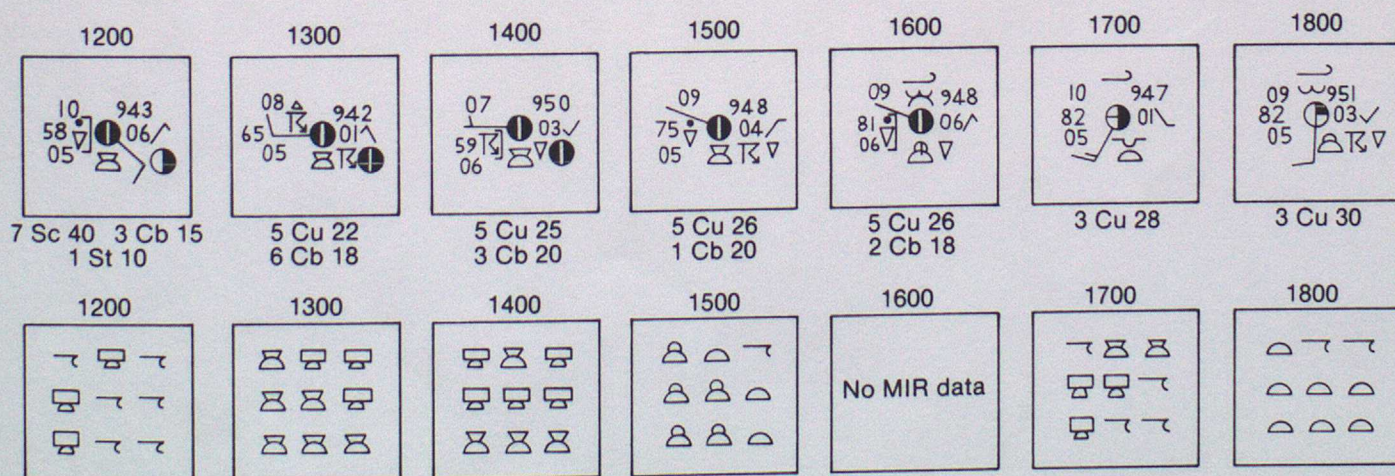 1200 1300 1400 1500 1600 1700 1800
10 943 08 942 07 950 09 948 09 948 10 947 09 951
58 06 65 01 59 03 75 04 81 06 82 01 82 03
05 05 06 05 06 05 05
7 Sc 40 3 Cb 15 5 Cu 22 5 Cu 25 5 Cu 26 5 Cu 26 3 Cu 28 3 Cu 30
1 St 10 6 Cb 18 3 Cb 20 1 Cb 20 2 Cb 18
1200 1300 1400 1500 1600 1700 1800
No MIR data